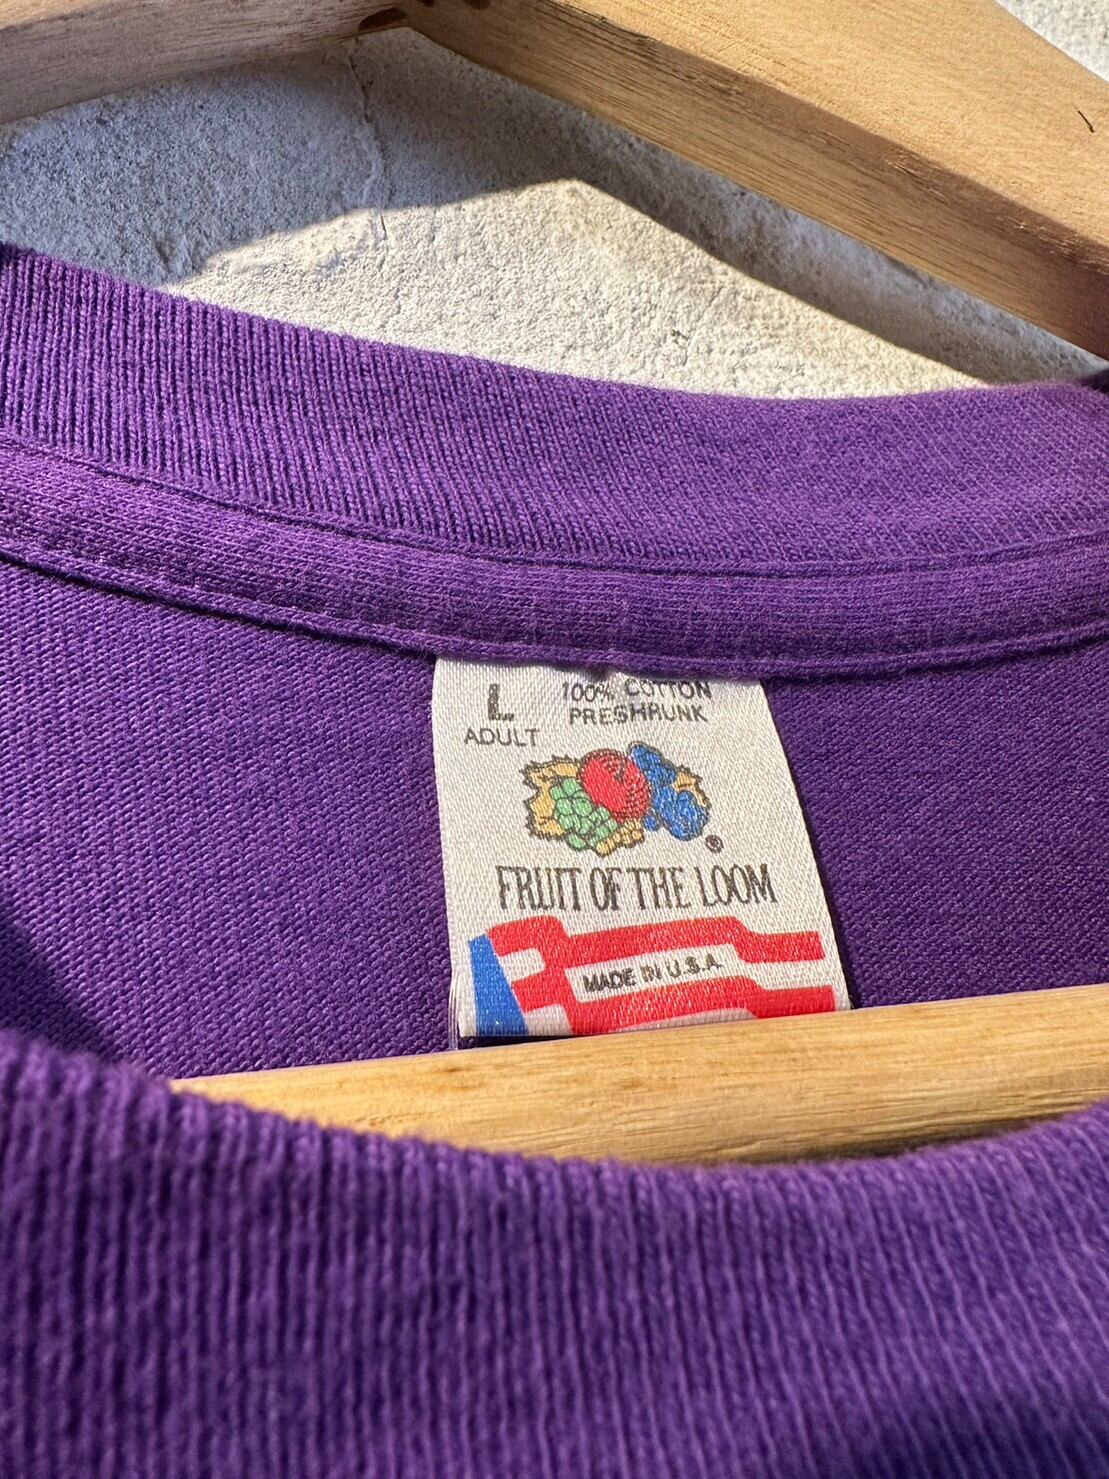 L
ADULT
100% COTTON
PRESHRUNK
®
FRUIT OF THE LOOM
MADE IN U.S.A.